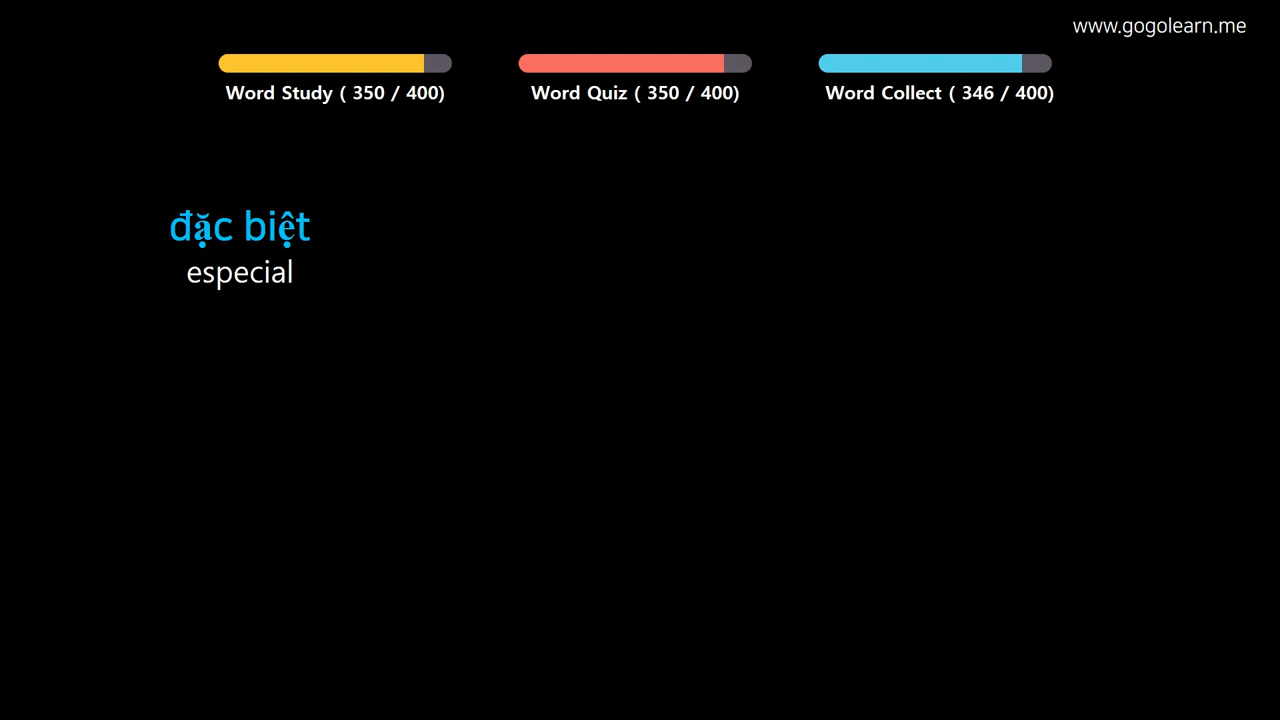 www.gogolearn.me
Word Study ( 350 / 400)
Word Quiz ( 350 / 400)
Word Collect ( 346 / 400)
đặc biệt
especial